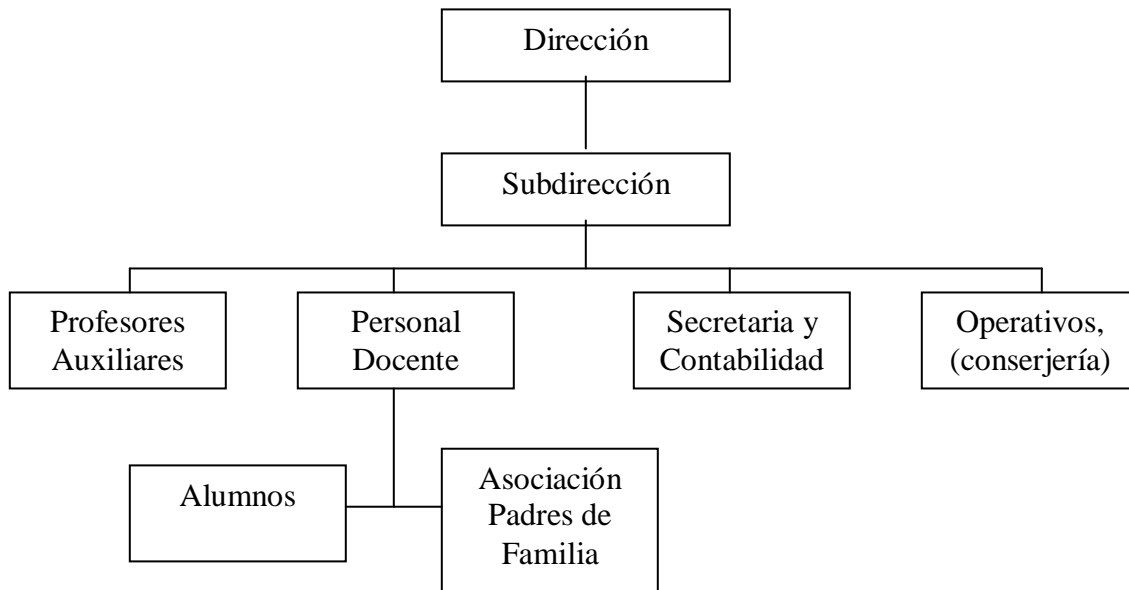 Dirección
Subdirección
Profesores
Auxiliares
Personal
Docente
Secretaria y
Contabilidad
Operativos,
(conserjería)
Alumnos
Asociación
Padres de
Familia